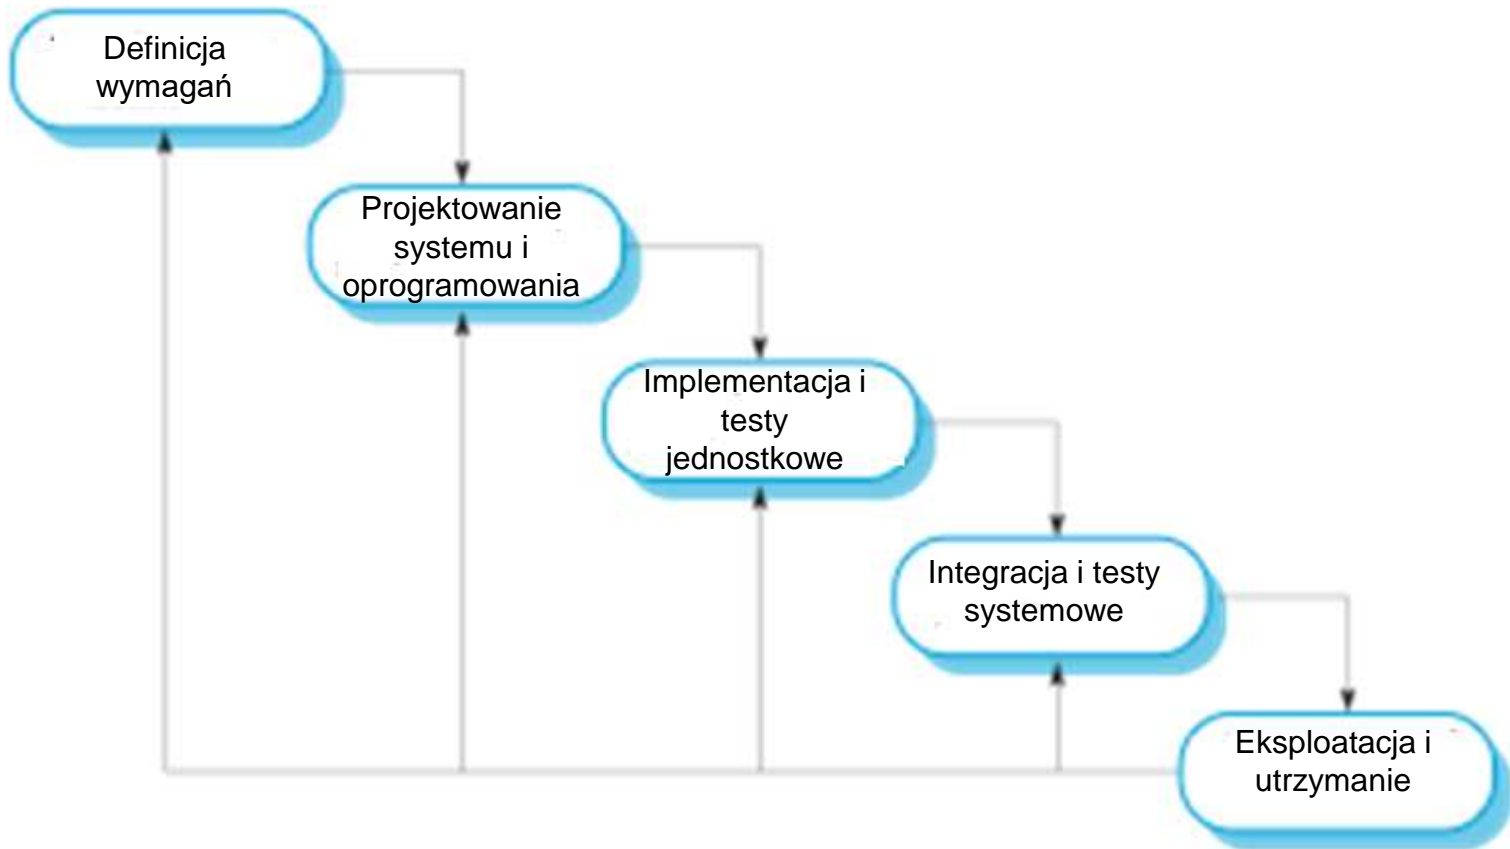 Definicja
wymagań
Projektowanie
systemu i
oprogramowania
Implementacja i
testy
jednostkowe
Integracja i testy
systemowe
Eksploatacja i
utrzymanie